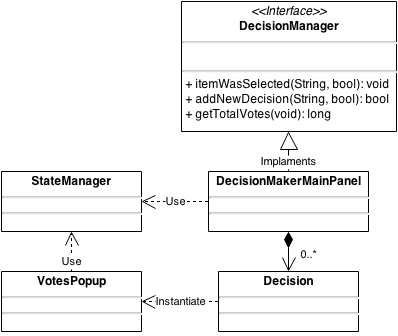 <<Interface>>
DecisionManager
+ itemWasSelected(String, bool): void
+ addNewDecision(String, bool): bool
+ getTotalVotes(void): long
Implaments
StateManager
Use
DecisionMakerMainPanel
Use
0..*
VotesPopup
Instantiate
Decision